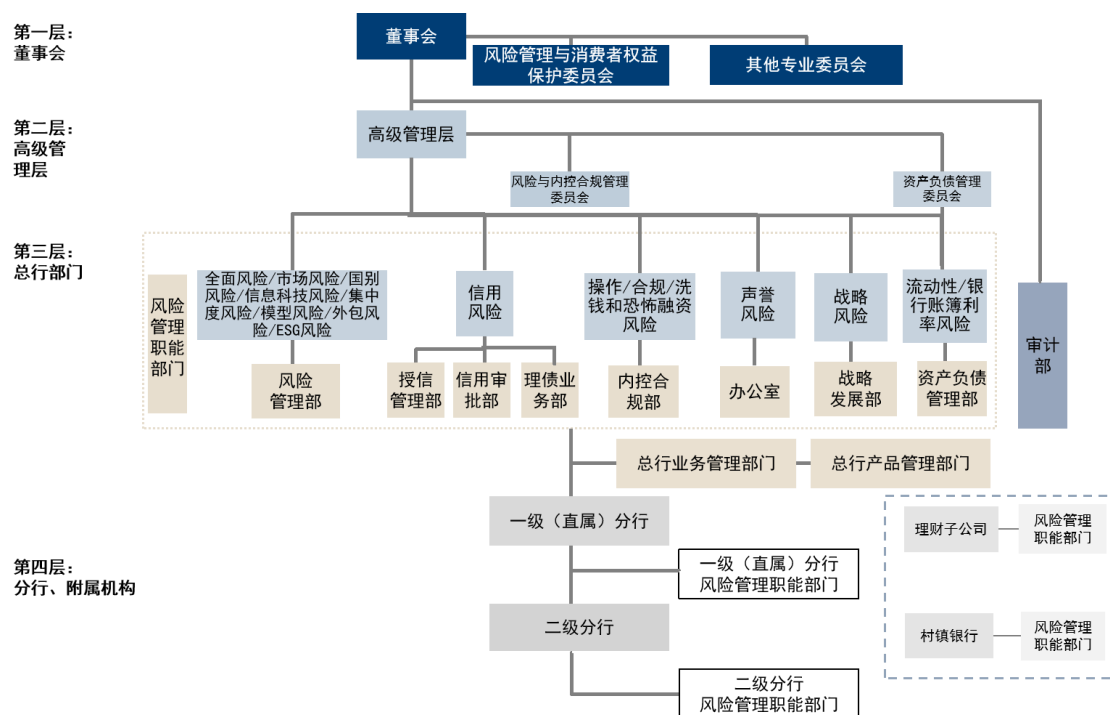 第一层：
董事会
董事会
风险管理与消费者权益
保护委员会
其他专业委员会
第二层：
高级管
理层
高级管理层
风险与内控合规管理
委员会
资产负债管理
委员会
第三层：
总行部门
风险
管理
职能
部门
全面风险/市场风险/国别
风险/信息科技风险/集中
度风险/模型风险/外包风
险/ESG风险
信用
风险
操作/合规/洗
钱和恐怖融资
风险
声誉
风险
战略
风险
流动性/银
行账簿利
率风险
审计
部
风险
管理部
授信
管理部
信用审
批部
理债业
务部
内控合
规部
办公室
战略
发展部
资产负债
管理部
总行业务管理部门
总行产品管理部门
第四层：
分行、附属机构
一级（直属）分行
一级（直属）分行
风险管理职能部门
二级分行
二级分行
风险管理职能部门
理财子公司
风险管理
职能部门
村镇银行
风险管理
职能部门